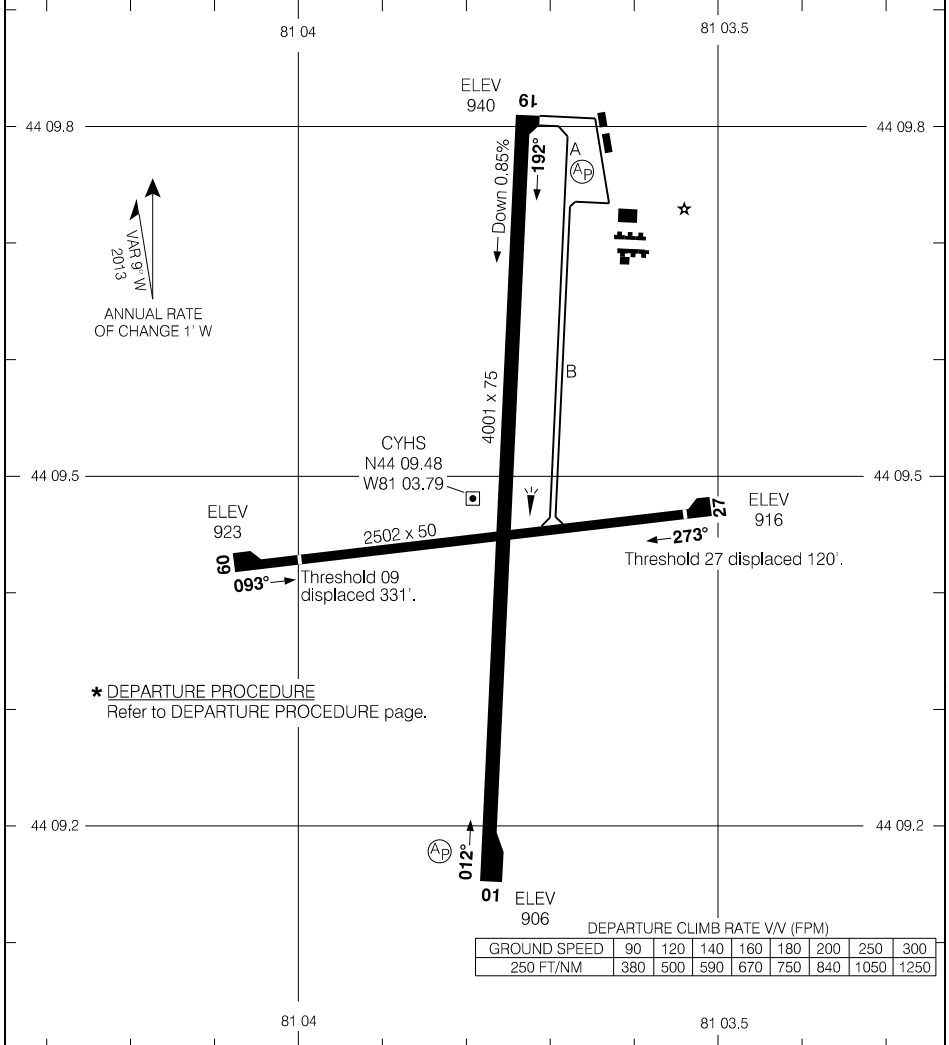 81 04
81 03.5
ELEV
940
19
44 09.8
44 09.8
A
AP
192°
Down 0.85%
VAR 9° W
2013
ANNUAL RATE
OF CHANGE 1' W
4001 x 75
B
CYHS
N44 09.48
W81 03.79
44 09.5
44 09.5
ELEV
923
ELEV
916
27
2502 x 50
09
093°
273°
Threshold 09
displaced 331'.
Threshold 27 displaced 120'.
* DEPARTURE PROCEDURE
Refer to DEPARTURE PROCEDURE page.
44 09.2
44 09.2
AP
012°
01
ELEV
906
DEPARTURE CLIMB RATE V/V (FPM)
GROUND SPEED 90 120 140 160 180 200 250 300
250 FT/NM 380 500 590 670 750 840 1050 1250
81 04
81 03.5